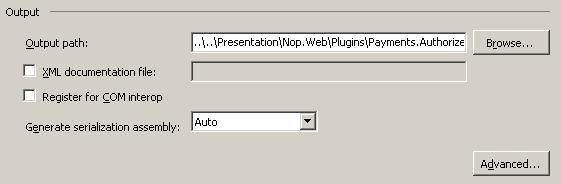 Output
Output path:
..\..\Presentation\Nop.Web\Plugins\Payments.Authorize
Browse...
XML documentation file:
Register for COM interop
Generate serialization assembly:
Auto
Advanced...